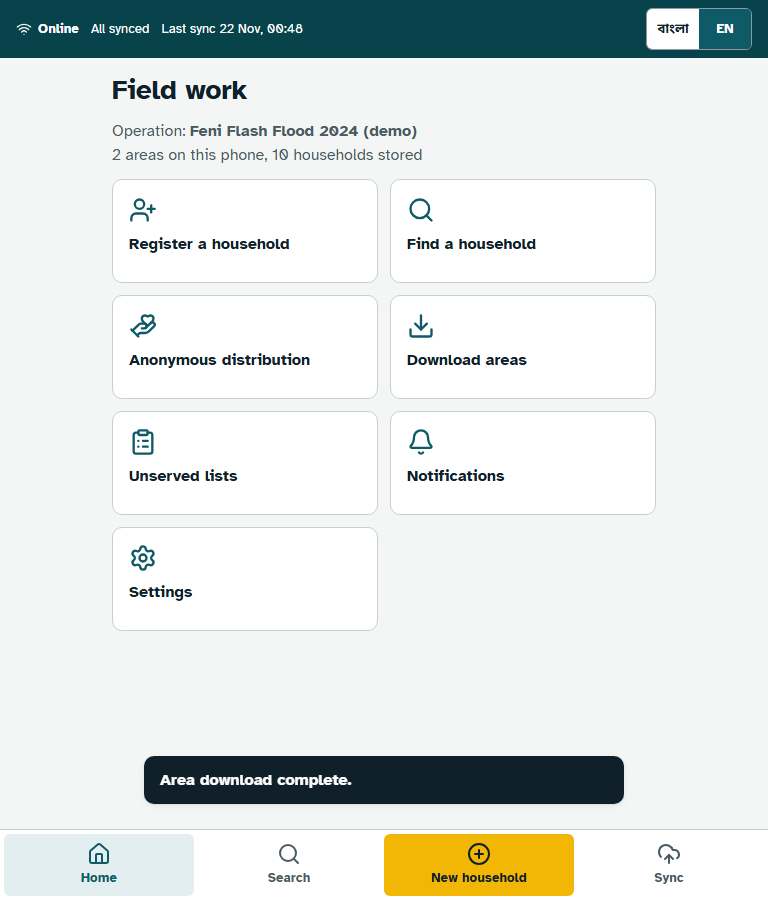 Online All synced Last sync 22 Nov, 00:48 বাংলা EN
Field work
Operation: Feni Flash Flood 2024 (demo)
2 areas on this phone, 10 households stored
Register a household
Find a household
Anonymous distribution
Download areas
Unserved lists
Notifications
Settings
Area download complete.
Home Search New household Sync